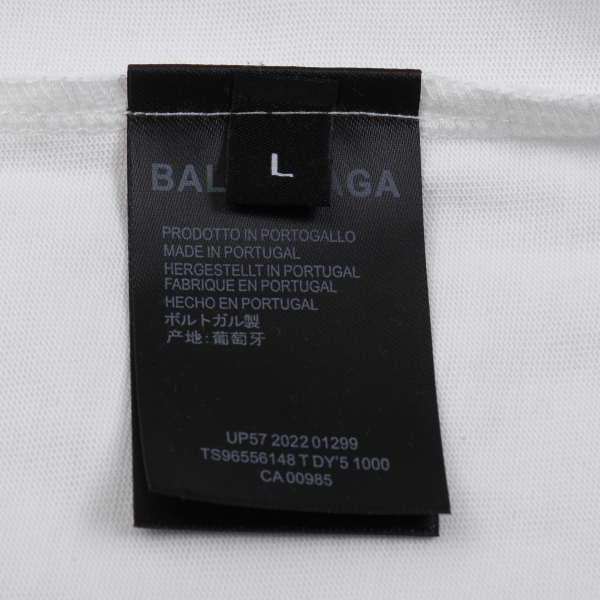 L
BAL AGA
PRODOTTO IN PORTOGALLO
MADE IN PORTUGAL
HERGESTELLT IN PORTUGAL
FABRIQUE EN PORTUGAL
HECHO EN PORTUGAL
ボルトガル製
产地:葡萄牙
UP57 2022 01299
TS96556148 T DY'5 1000
CA 00985